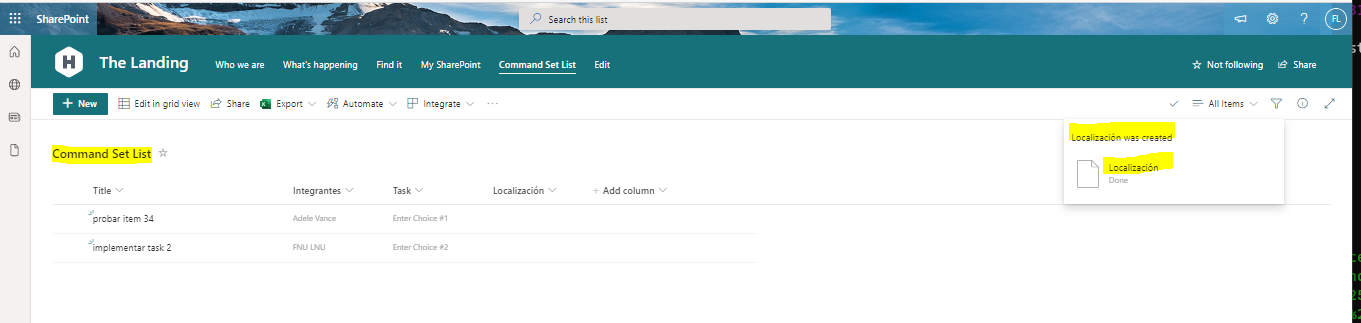 SharePoint
Search this list
?
FL
H
The Landing
Who we are What's happening Find it My SharePoint Command Set List Edit
Not following Share
+ New Edit in grid view Share Export Automate Integrate ···
All Items
Localización was created
Localización
Done
Command Set List
Title Integrantes Task Localización + Add column
probar item 34 Adele Vance Enter Choice #1
implementar task 2 FNU LNU Enter Choice #2